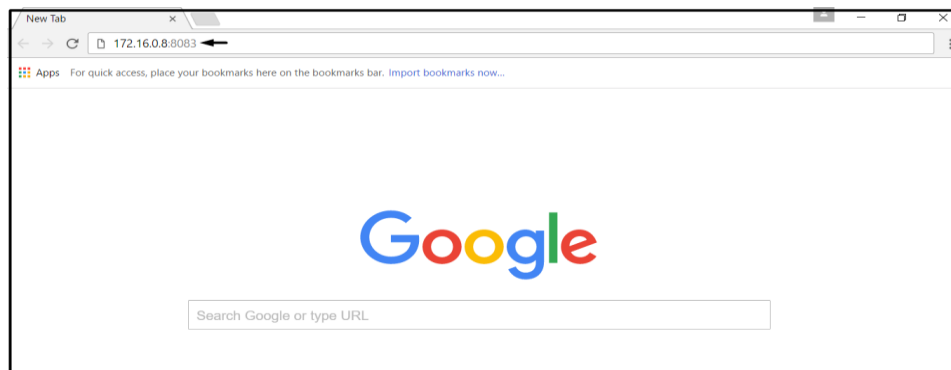 New Tab
172.16.0.8:8083
Apps For quick access, place your bookmarks here on the bookmarks bar. Import bookmarks now...
Google
Search Google or type URL